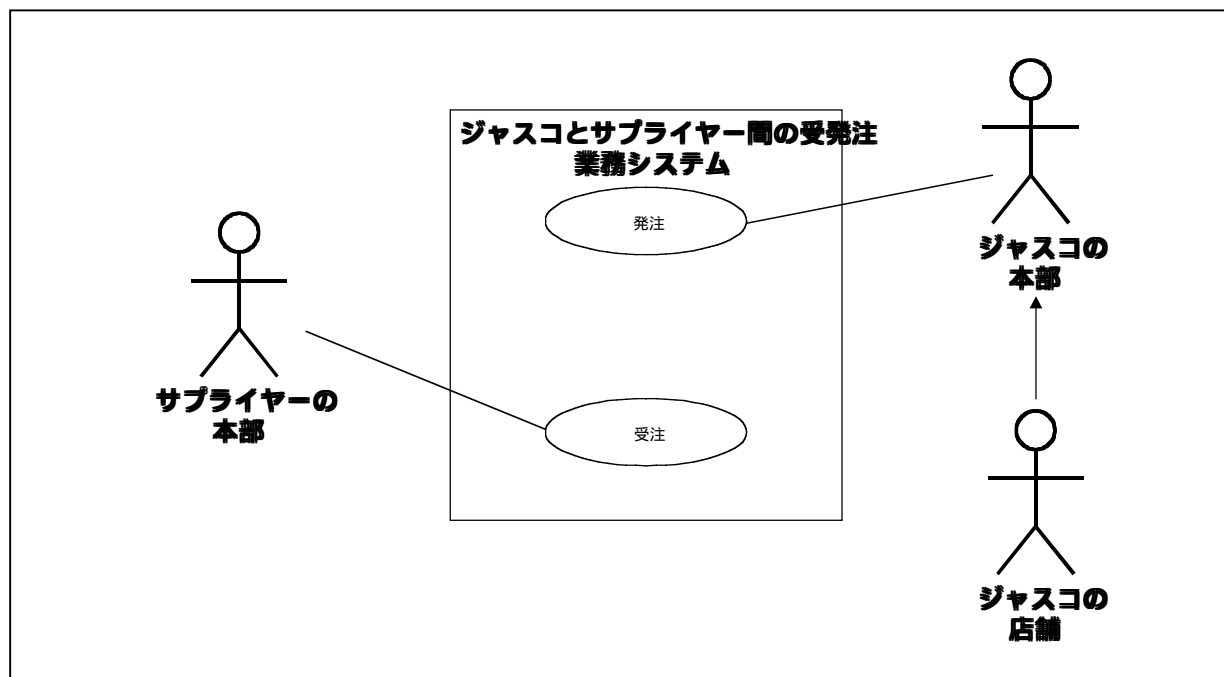 ジャスコとサプライヤー間の受発注
業務システム
発注
ジャスコの
本部
サプライヤーの
本部
受注
ジャスコの
店舗